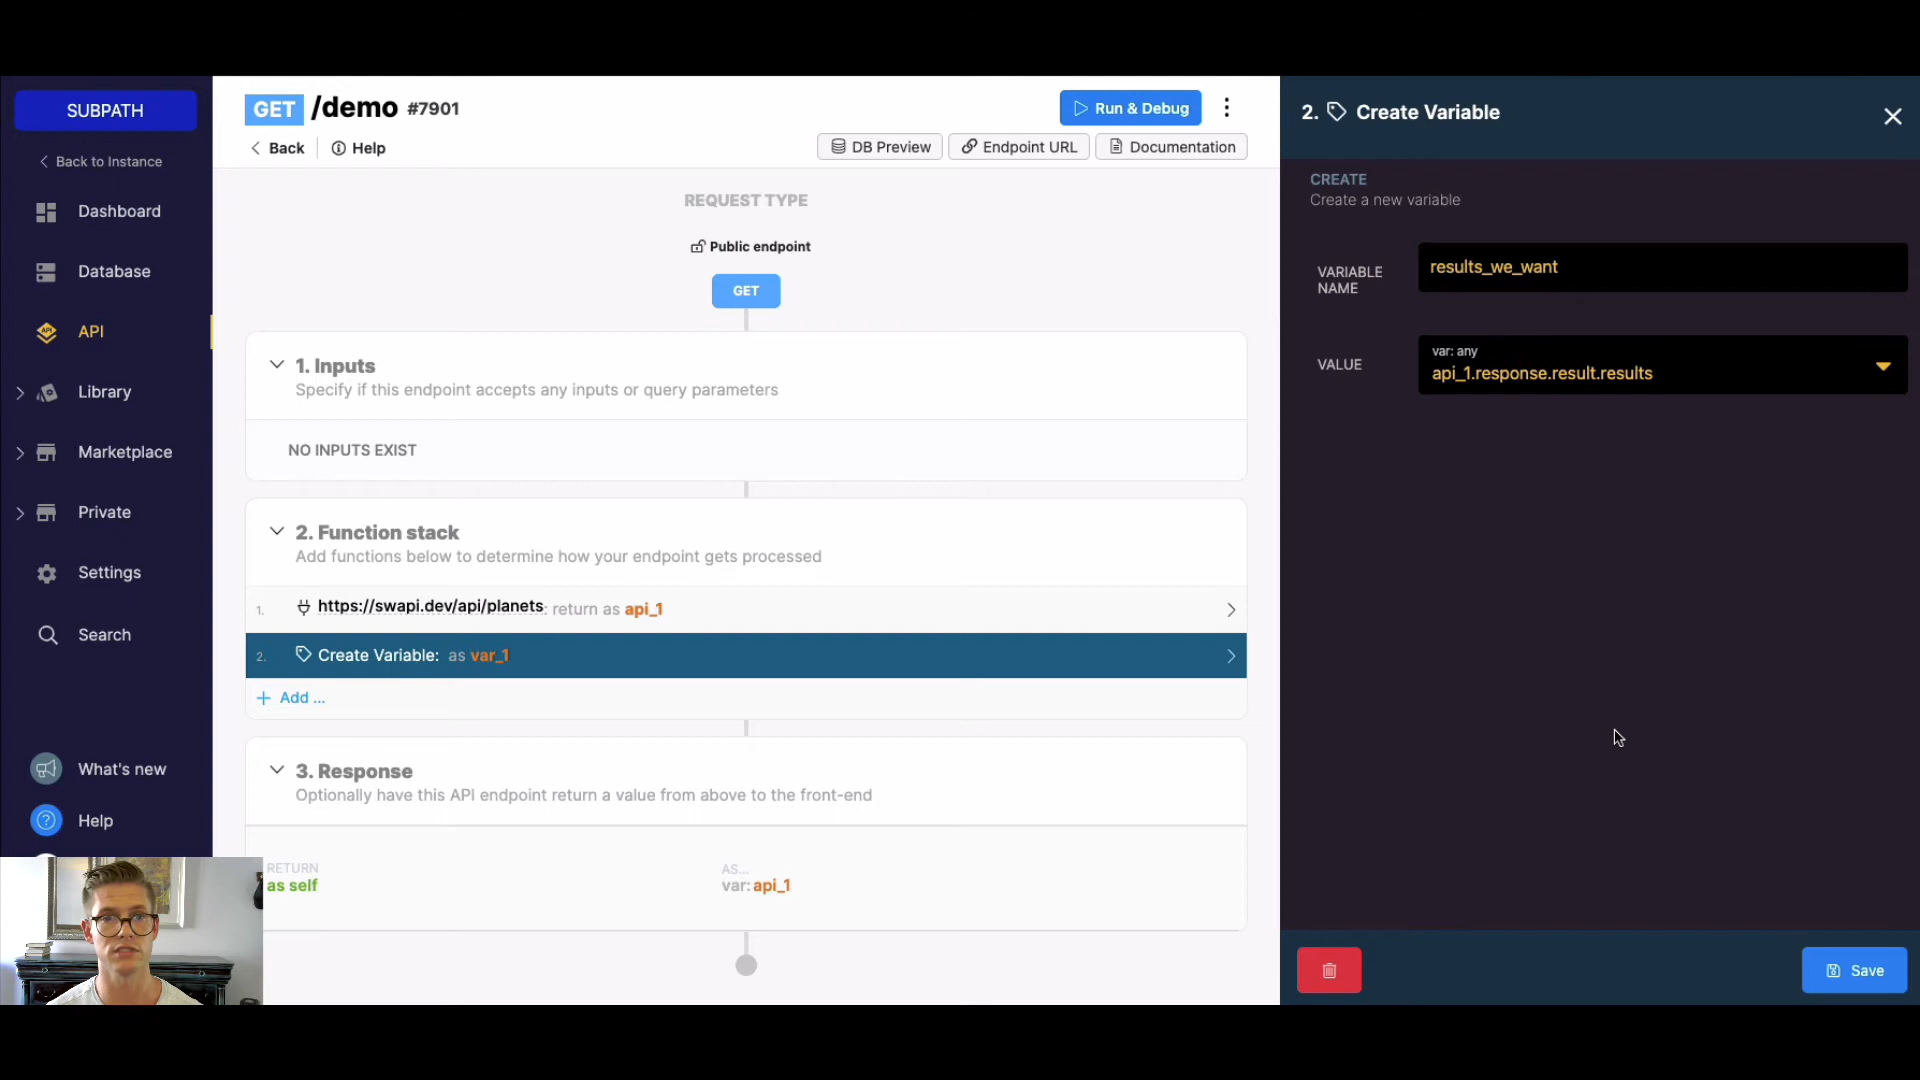 SUBPATH
Back to Instance
Dashboard
Database
API
Library
Marketplace
Private
Settings
Search
What's new
Help
GET /demo #7901
Run & Debug
Back
Help
DB Preview
Endpoint URL
Documentation
REQUEST TYPE
Public endpoint
GET
1. Inputs
Specify if this endpoint accepts any inputs or query parameters
NO INPUTS EXIST
2. Function stack
Add functions below to determine how your endpoint gets processed
1. https://swapi.dev/api/planets: return as api_1
2. Create Variable: as var_1
+ Add ...
3. Response
Optionally have this API endpoint return a value from above to the front-end
RETURN
as self
AS...
var: api_1
2. Create Variable
CREATE
Create a new variable
VARIABLE
NAME
results_we_want
VALUE
var: any
api_1.response.result.results
Save